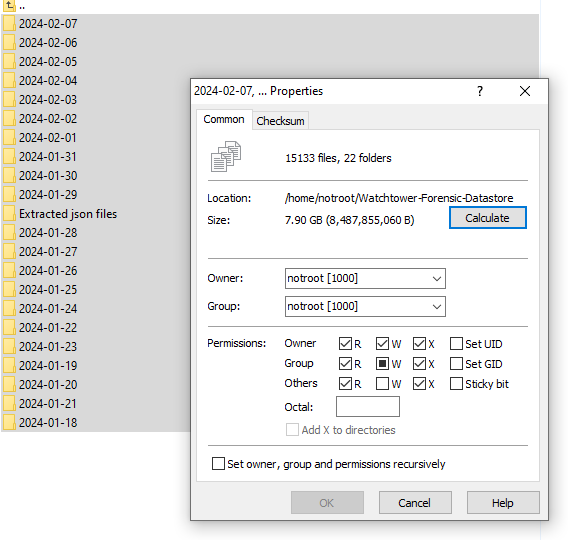 ..
2024-02-07
2024-02-06
2024-02-05
2024-02-04
2024-02-03
2024-02-02
2024-02-01
2024-01-31
2024-01-30
2024-01-29
Extracted json files
2024-01-28
2024-01-27
2024-01-26
2024-01-25
2024-01-24
2024-01-22
2024-01-23
2024-01-19
2024-01-20
2024-01-21
2024-01-18
2024-02-07, ... Properties
?
Common Checksum
15133 files, 22 folders
Location: /home/notroot/Watchtower-Forensic-Datastore
Size: 7.90 GB (8,487,855,060 B) Calculate
Owner: notroot [1000]
Group: notroot [1000]
Permissions: Owner R W X Set UID
Group R W X Set GID
Others R W X Sticky bit
Octal:
Add X to directories
Set owner, group and permissions recursively
OK Cancel Help